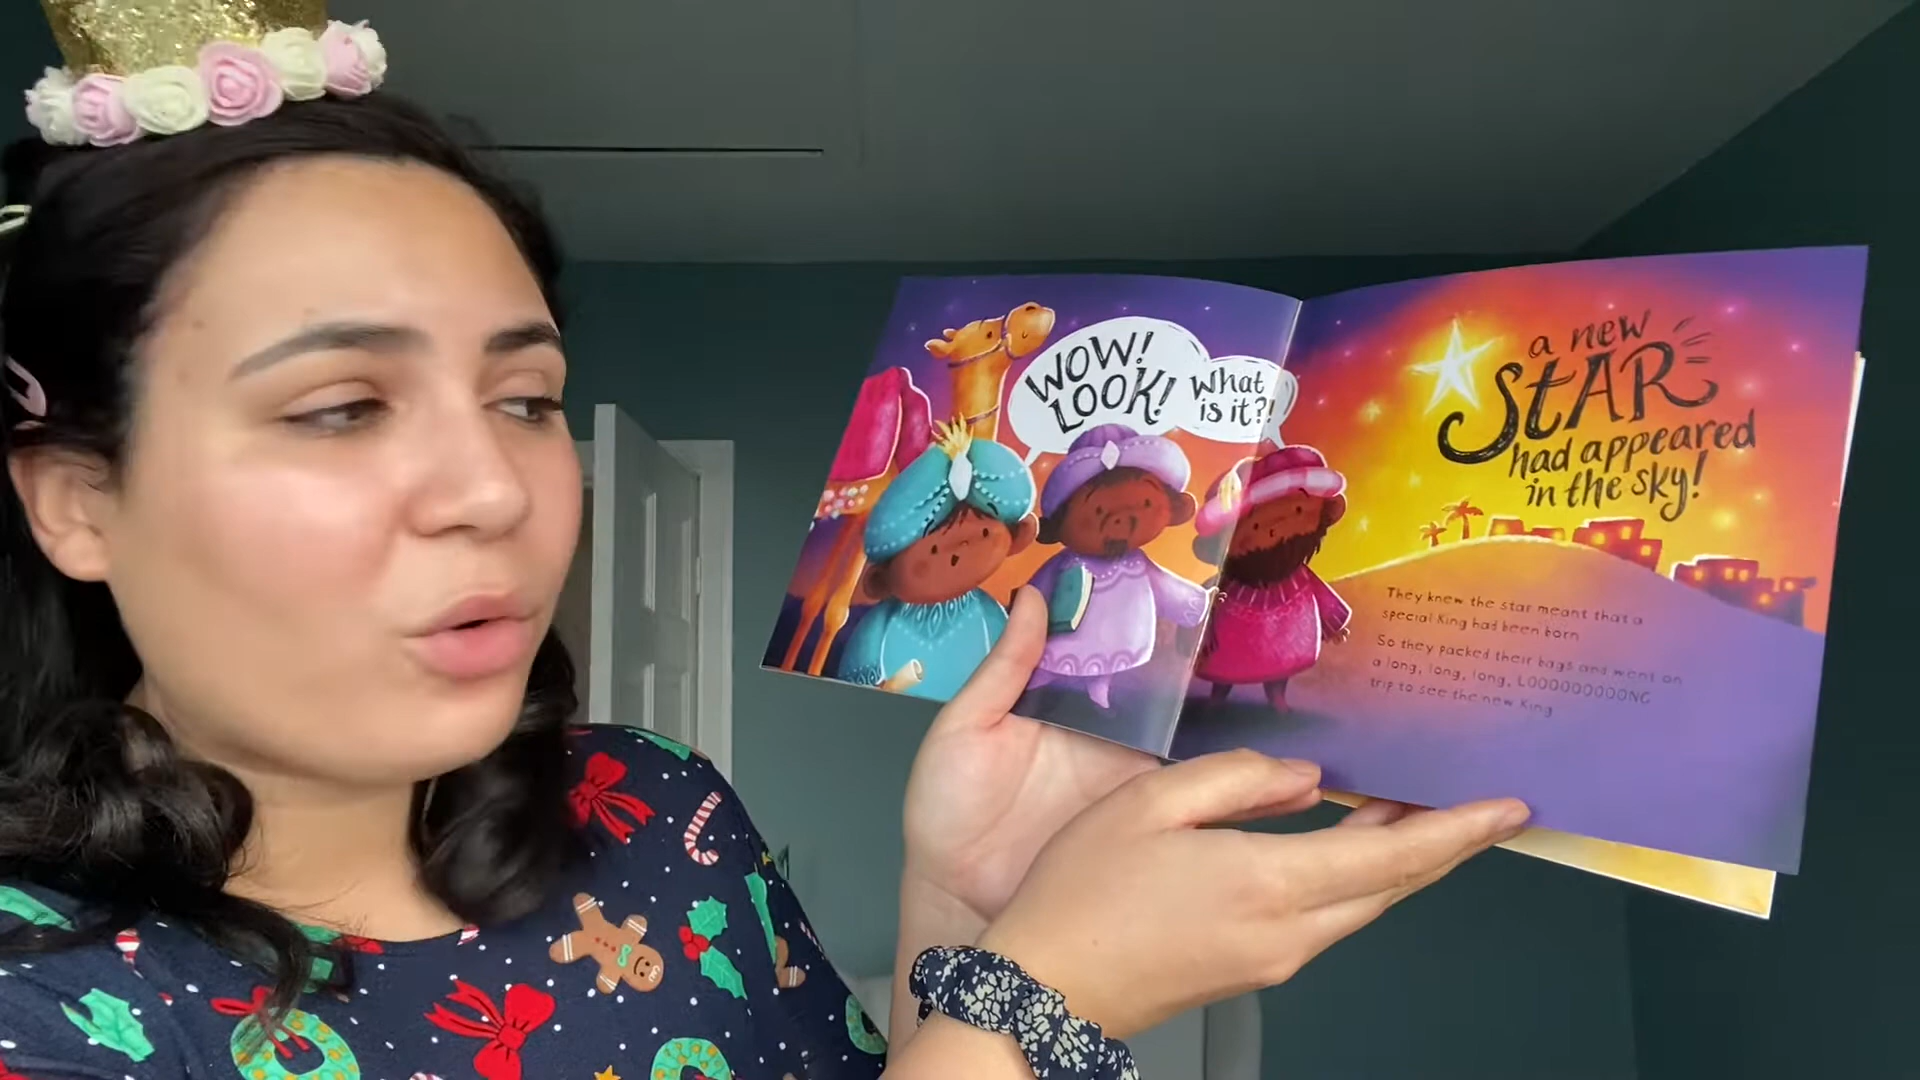 WOW!
LOOK!
What
is it?!
a new
STAR
had appeared
in the sky!
They knew the star meant that a
special King had been born
So they packed their bags and went on
a long, long, long, LOOOOOOOOONG
trip to see the new King